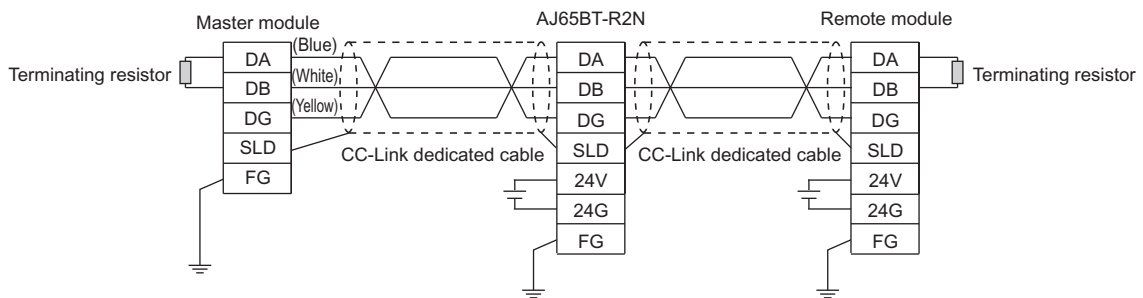 Master module
AJ65BT-R2N
Remote module
Terminating resistor
DA
DB
DG
SLD
FG
(Blue)
(White)
(Yellow)
CC-Link dedicated cable
DA
DB
DG
SLD
24V
24G
FG
CC-Link dedicated cable
DA
DB
DG
SLD
24V
24G
FG
Terminating resistor